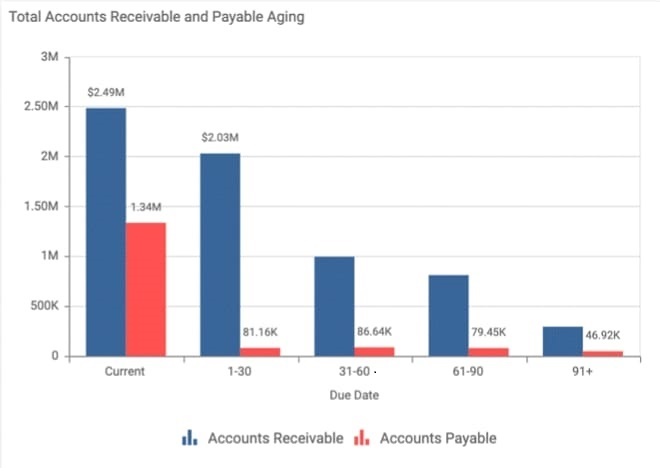 Total Accounts Receivable and Payable Aging
3M
$2.49M
2.50M
$2.03M
2M
1.50M
1.34M
1M
500K
81.16K
86.64K
79.45K
46.92K
0
Current 1-30 31-60 61-90 91+
Due Date
Accounts Receivable Accounts Payable